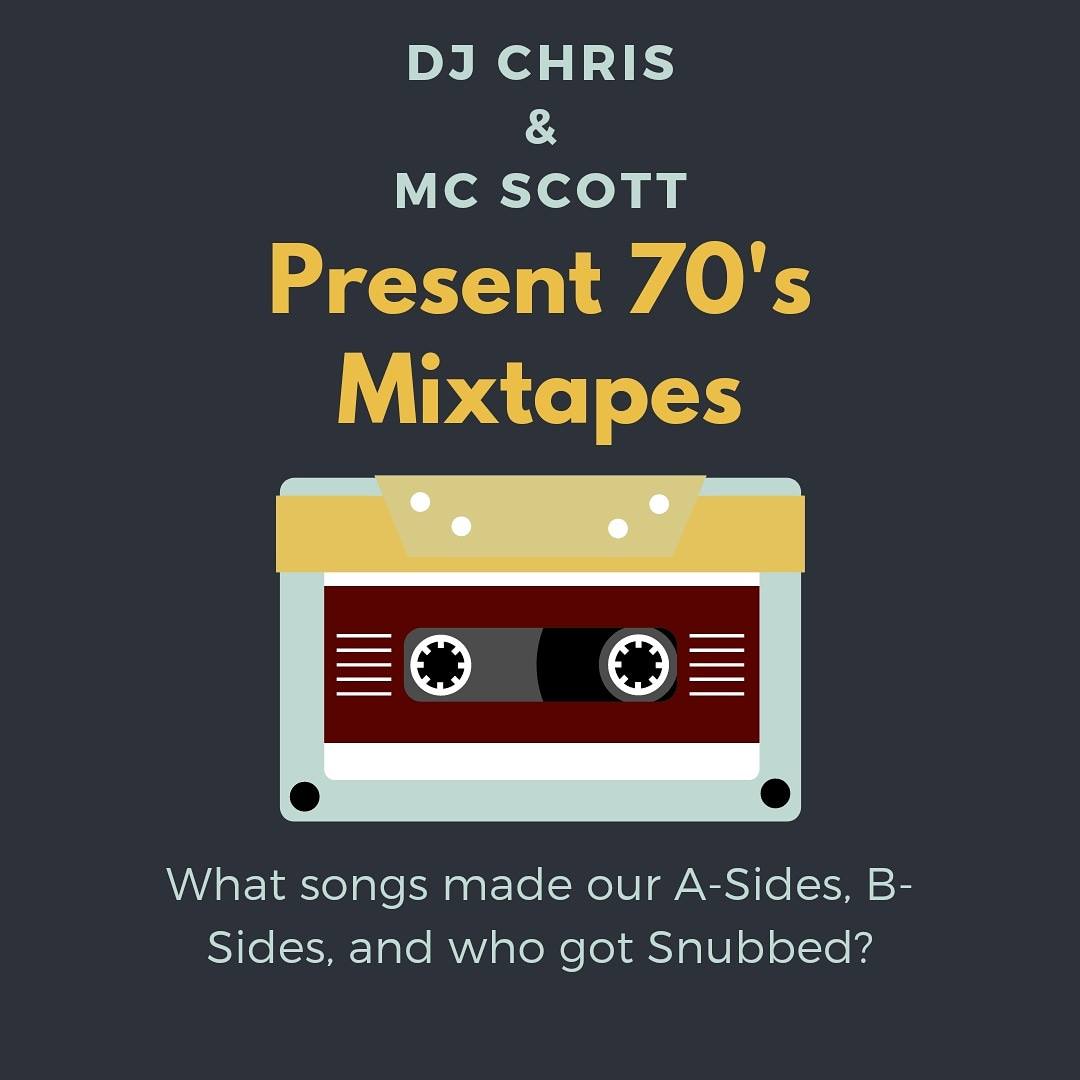 DJ CHRIS
&
MC SCOTT
Present 70's
Mixtapes
What songs made our A-Sides, B-
Sides, and who got Snubbed?